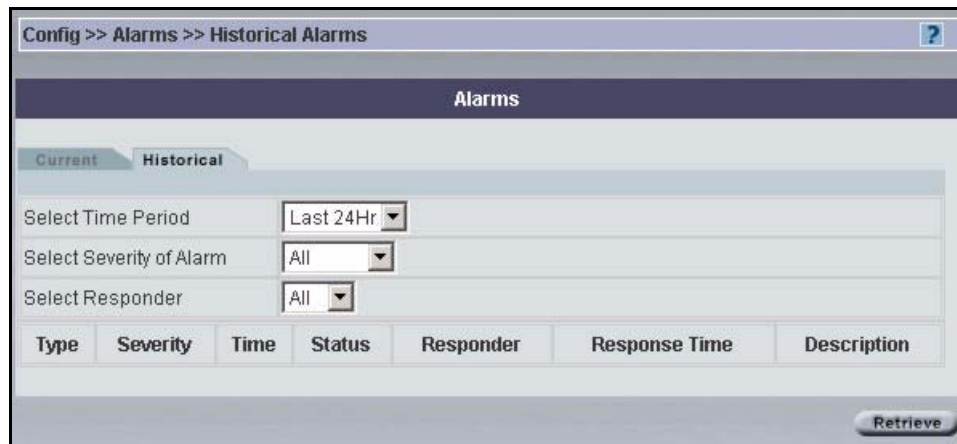 Config >> Alarms >> Historical Alarms ?
Alarms
Current Historical
Select Time Period Last 24Hr
Select Severity of Alarm All
Select Responder All
Type Severity Time Status Responder Response Time Description
Retrieve